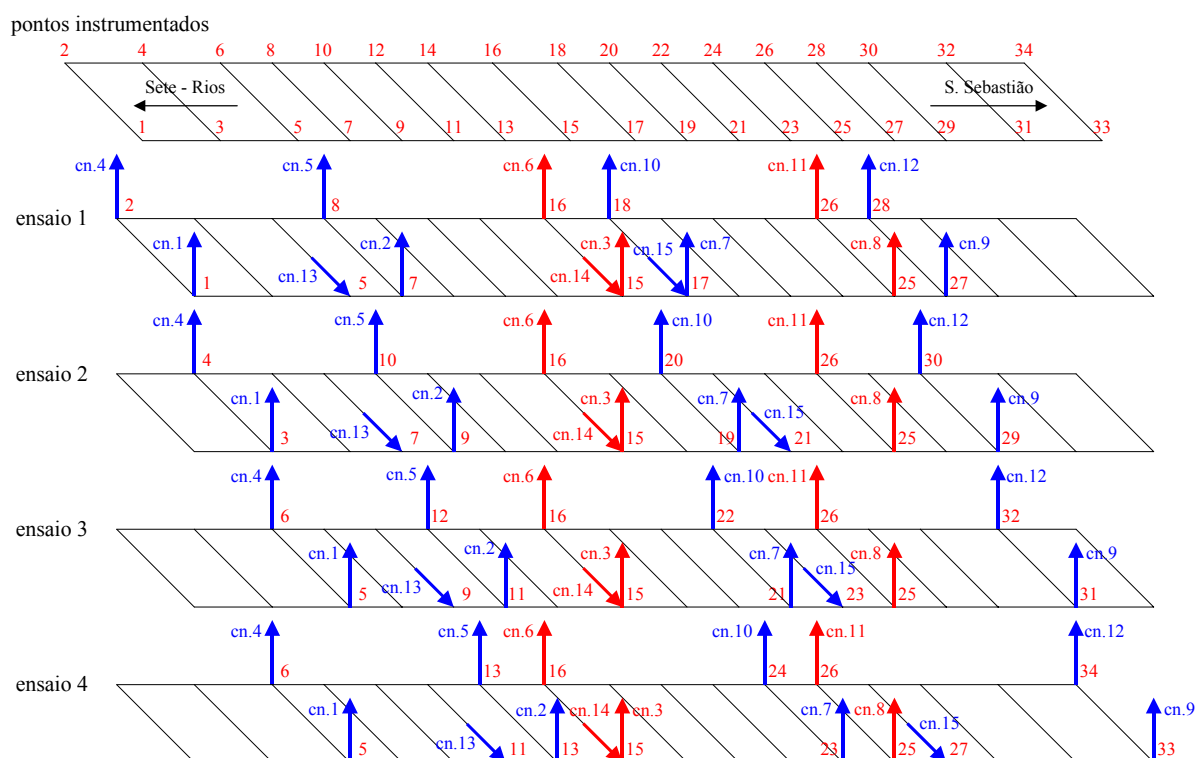 pontos instrumentados
2 4 6 8 10 12 14 16 18 20 22 24 26 28 30 32 34
Sete - Rios S. Sebastião
1 3 5 7 9 11 13 15 17 19 21 23 25 27 29 31 33
cn.4 cn.5 cn.6 cn.10 cn.11 cn.12
ensaio 1 2 8 16 18 26 28
cn.1 cn.13 cn.2 cn.14 cn.3 cn.15 cn.7 cn.8 cn.9
1 5 7 15 17 25 27
cn.4 cn.5 cn.6 cn.10 cn.11 cn.12
4 10 16 20 26 30
ensaio 2
cn.1 cn.13 cn.2 cn.14 cn.3 cn.7 cn.15 cn.8 cn.9
3 7 9 15 19 21 25 29
cn.4 cn.5 cn.6 cn.10 cn.11 cn.12
6 12 16 22 26 32
ensaio 3
cn.1 cn.13 cn.2 cn.14 cn.3 cn.7 cn.15 cn.8 cn.9
5 9 11 15 21 23 25 31
cn.4 cn.5 cn.6 cn.10 cn.11 cn.12
6 13 16 24 26 34
ensaio 4
cn.1 cn.13 cn.2 cn.14 cn.3 cn.7 cn.8 cn.15 cn.9
5 11 13 15 23 25 27 33